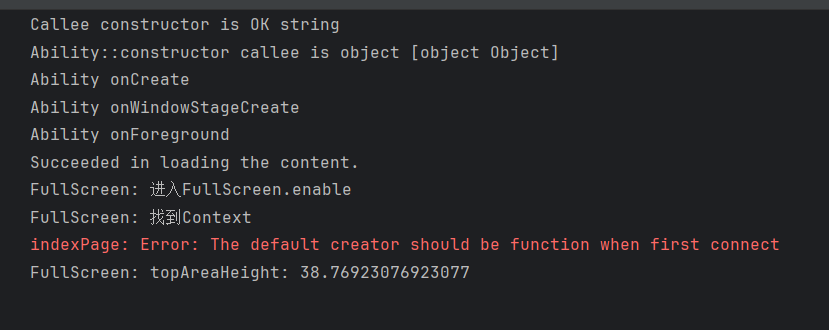 Callee constructor is OK string
Ability::constructor callee is object [object Object]
Ability onCreate
Ability onWindowStageCreate
Ability onForeground
Succeeded in loading the content.
FullScreen: 进入FullScreen.enable
FullScreen: 找到Context
indexPage: Error: The default creator should be function when first connect
FullScreen: topAreaHeight: 38.76923076923077